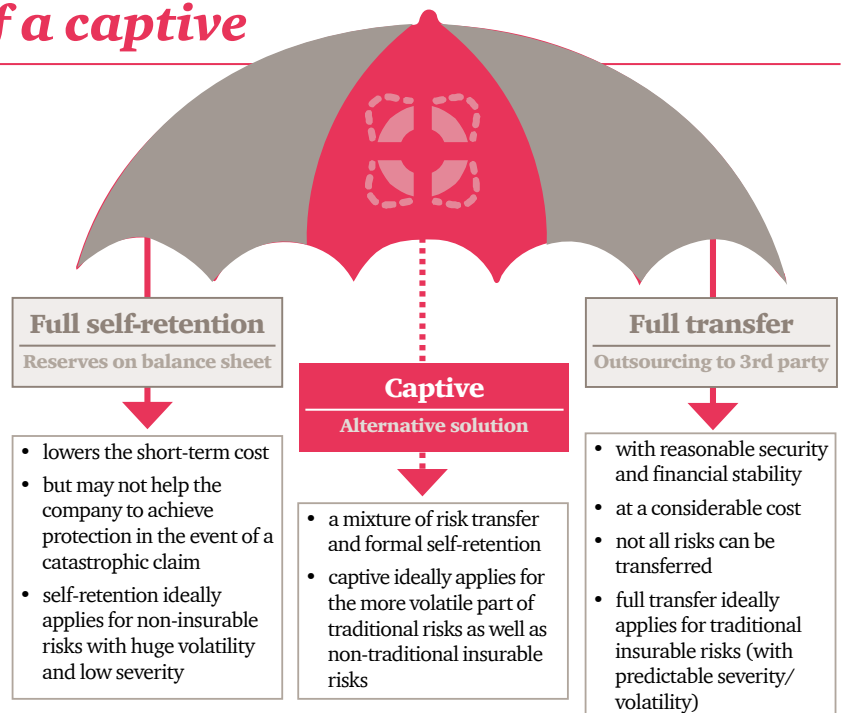 f a captive
Full self-retention
Reserves on balance sheet
• lowers the short-term cost
• but may not help the
company to achieve
protection in the event of a
catastrophic claim
• self-retention ideally
applies for non-insurable
risks with huge volatility
and low severity
Captive
Alternative solution
• a mixture of risk transfer
and formal self-retention
• captive ideally applies for
the more volatile part of
traditional risks as well as
non-traditional insurable
risks
Full transfer
Outsourcing to 3rd party
• with reasonable security
and financial stability
• at a considerable cost
• not all risks can be
transferred
• full transfer ideally
applies for traditional
insurable risks (with
predictable severity/
volatility)